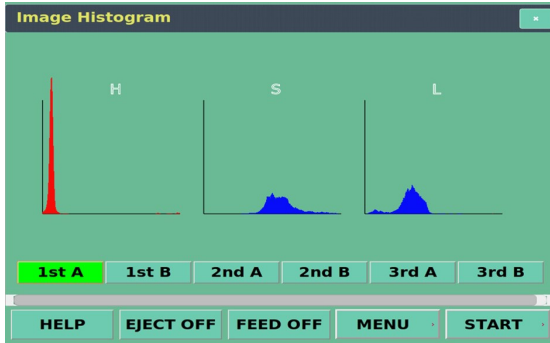 Image Histogram
H S L
1st A 1st B 2nd A 2nd B 3rd A 3rd B
HELP EJECT OFF FEED OFF MENU START